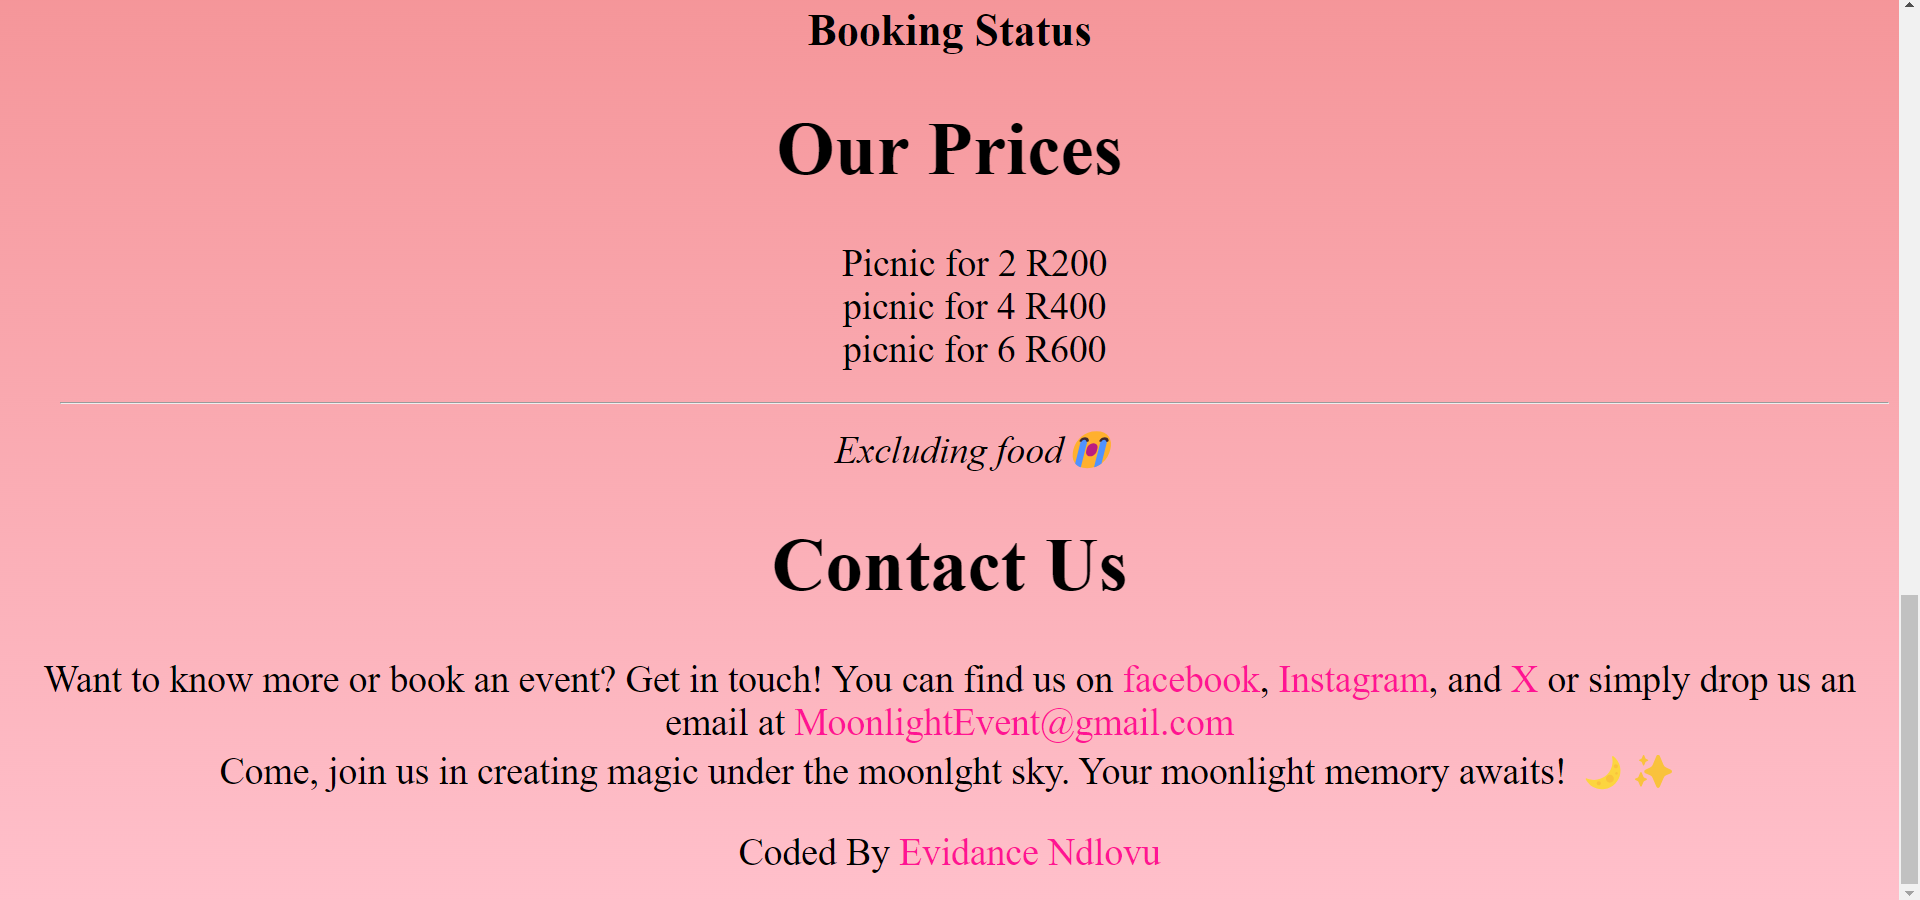 Booking Status
Our Prices
Picnic for 2 R200
picnic for 4 R400
picnic for 6 R600
Excluding food 😭
Contact Us
Want to know more or book an event? Get in touch! You can find us on facebook, Instagram, and X or simply drop us an
email at MoonlightEvent@gmail.com
Come, join us in creating magic under the moonlght sky. Your moonlight memory awaits! 🌙 ✨
Coded By Evidance Ndlovu